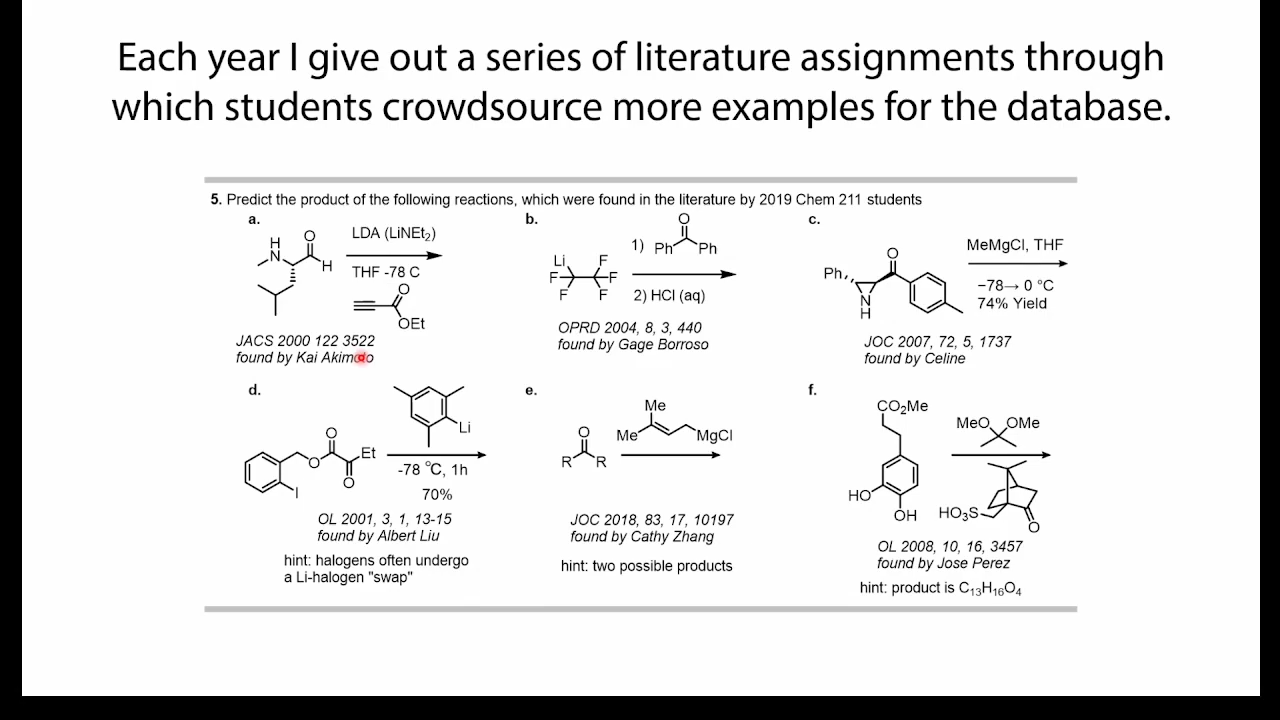 Each year I give out a series of literature assignments through
which students crowdsource more examples for the database.
5. Predict the product of the following reactions, which were found in the literature by 2019 Chem 211 students
a.
H
N
O
H
LDA (LiNEt₂)
THF -78 C
O
OEt
JACS 2000 122 3522
found by Kai
b.
Li
F
F
F
F
F
1)
O
Ph
Ph
2) HCl (aq)
OPRD 2004, 8, 3, 440
found by Gage Borroso
c.
Ph
O
N
H
MeMgCl, THF
−78→ 0 °C
74% Yield
JOC 2007, 72, 5, 1737
found by Celine
d.
O
O
Et
O
I
Li
-78 °C, 1h
70%
OL 2001, 3, 1, 13-15
found by Albert Liu
hint: halogens often undergo
a Li-halogen "swap"
e.
O
R
R
Me
Me
MgCl
JOC 2018, 83, 17, 10197
found by Cathy Zhang
hint: two possible products
f.
CO₂Me
HO
OH
MeO
OMe
HO₃S
O
OL 2008, 10, 16, 3457
found by Jose Perez
hint: product is C₁₃H₁₆O₄